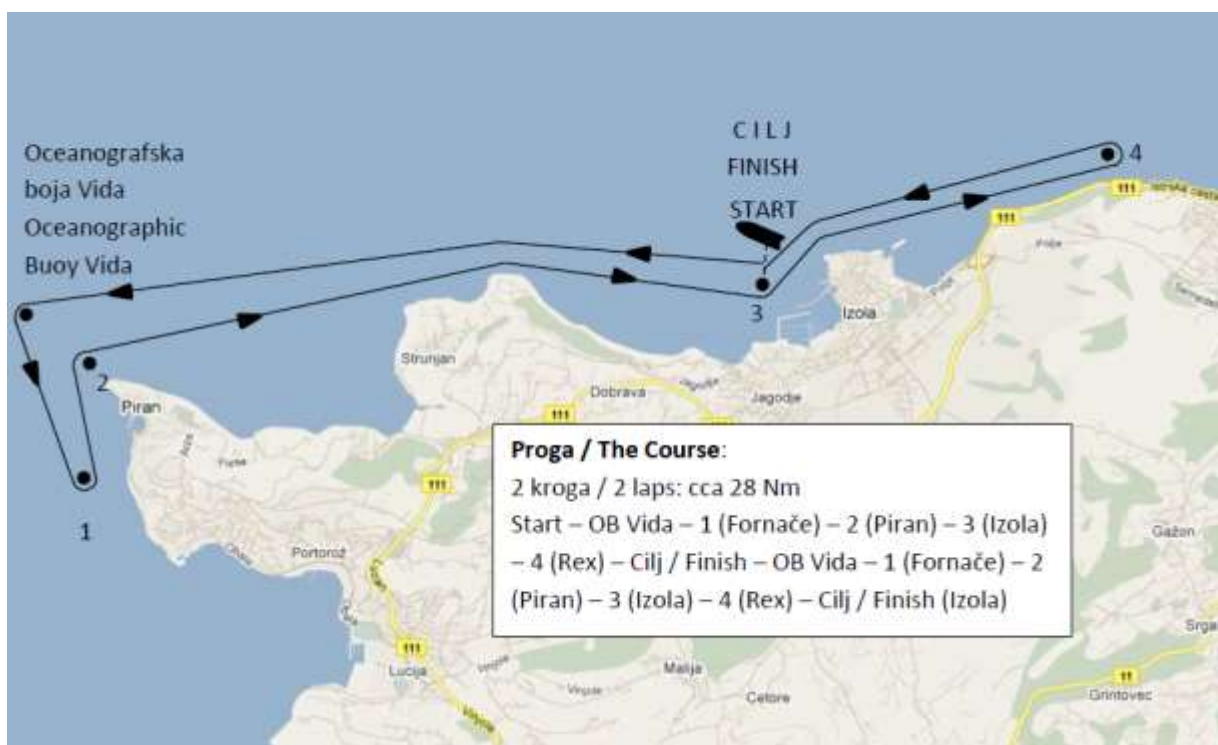 Oceanografska
boja Vida
Oceanographic
Buoy Vida
C I L J
FINISH
START
4
111
111
3
Izola
2
Piran
Strunjan
Dobrava
Jagodje
111
111
1
Portorož
Proga / The Course:
2 kroga / 2 laps: cca 28 Nm
Start – OB Vida – 1 (Fornače) – 2 (Piran) – 3 (Izola)
– 4 (Rex) – Cilj / Finish – OB Vida – 1 (Fornače) – 2
(Piran) – 3 (Izola) – 4 (Rex) – Cilj / Finish (Izola)
Gažon
111
Lucija
Malija
Cetore
Srga
11
Grintovec